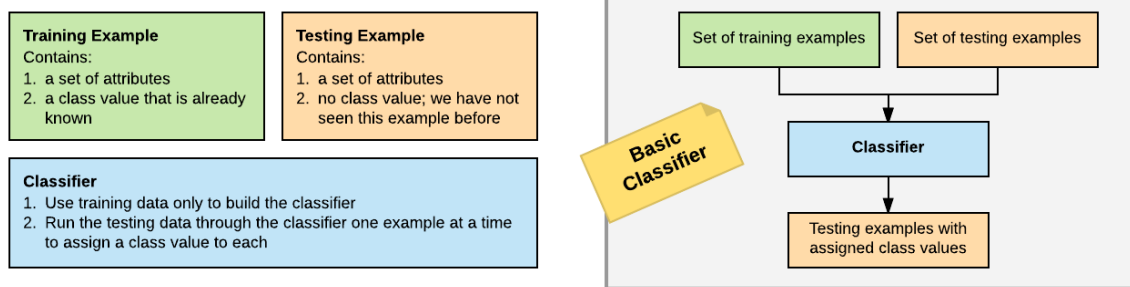 Training Example
Contains:
1. a set of attributes
2. a class value that is already
known
Testing Example
Contains:
1. a set of attributes
2. no class value; we have not
seen this example before
Classifier
1. Use training data only to build the classifier
2. Run the testing data through the classifier one example at a time
to assign a class value to each
Basic
Classifier
Set of training examples
Set of testing examples
Classifier
Testing examples with
assigned class values